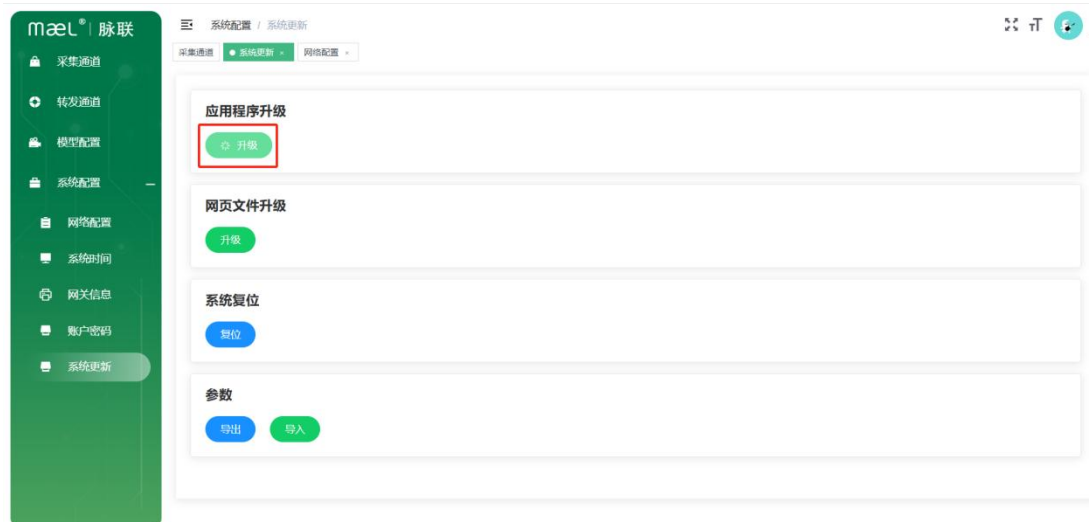 mæL®|脉联
采集通道
转发通道
模型配置
系统配置
网络配置
系统时间
网关信息
账户密码
系统更新
系统配置 / 系统更新
采集通道 系统更新 × 网络配置 ×
应用程序升级
升级
网页文件升级
升级
系统复位
复位
参数
导出 导入